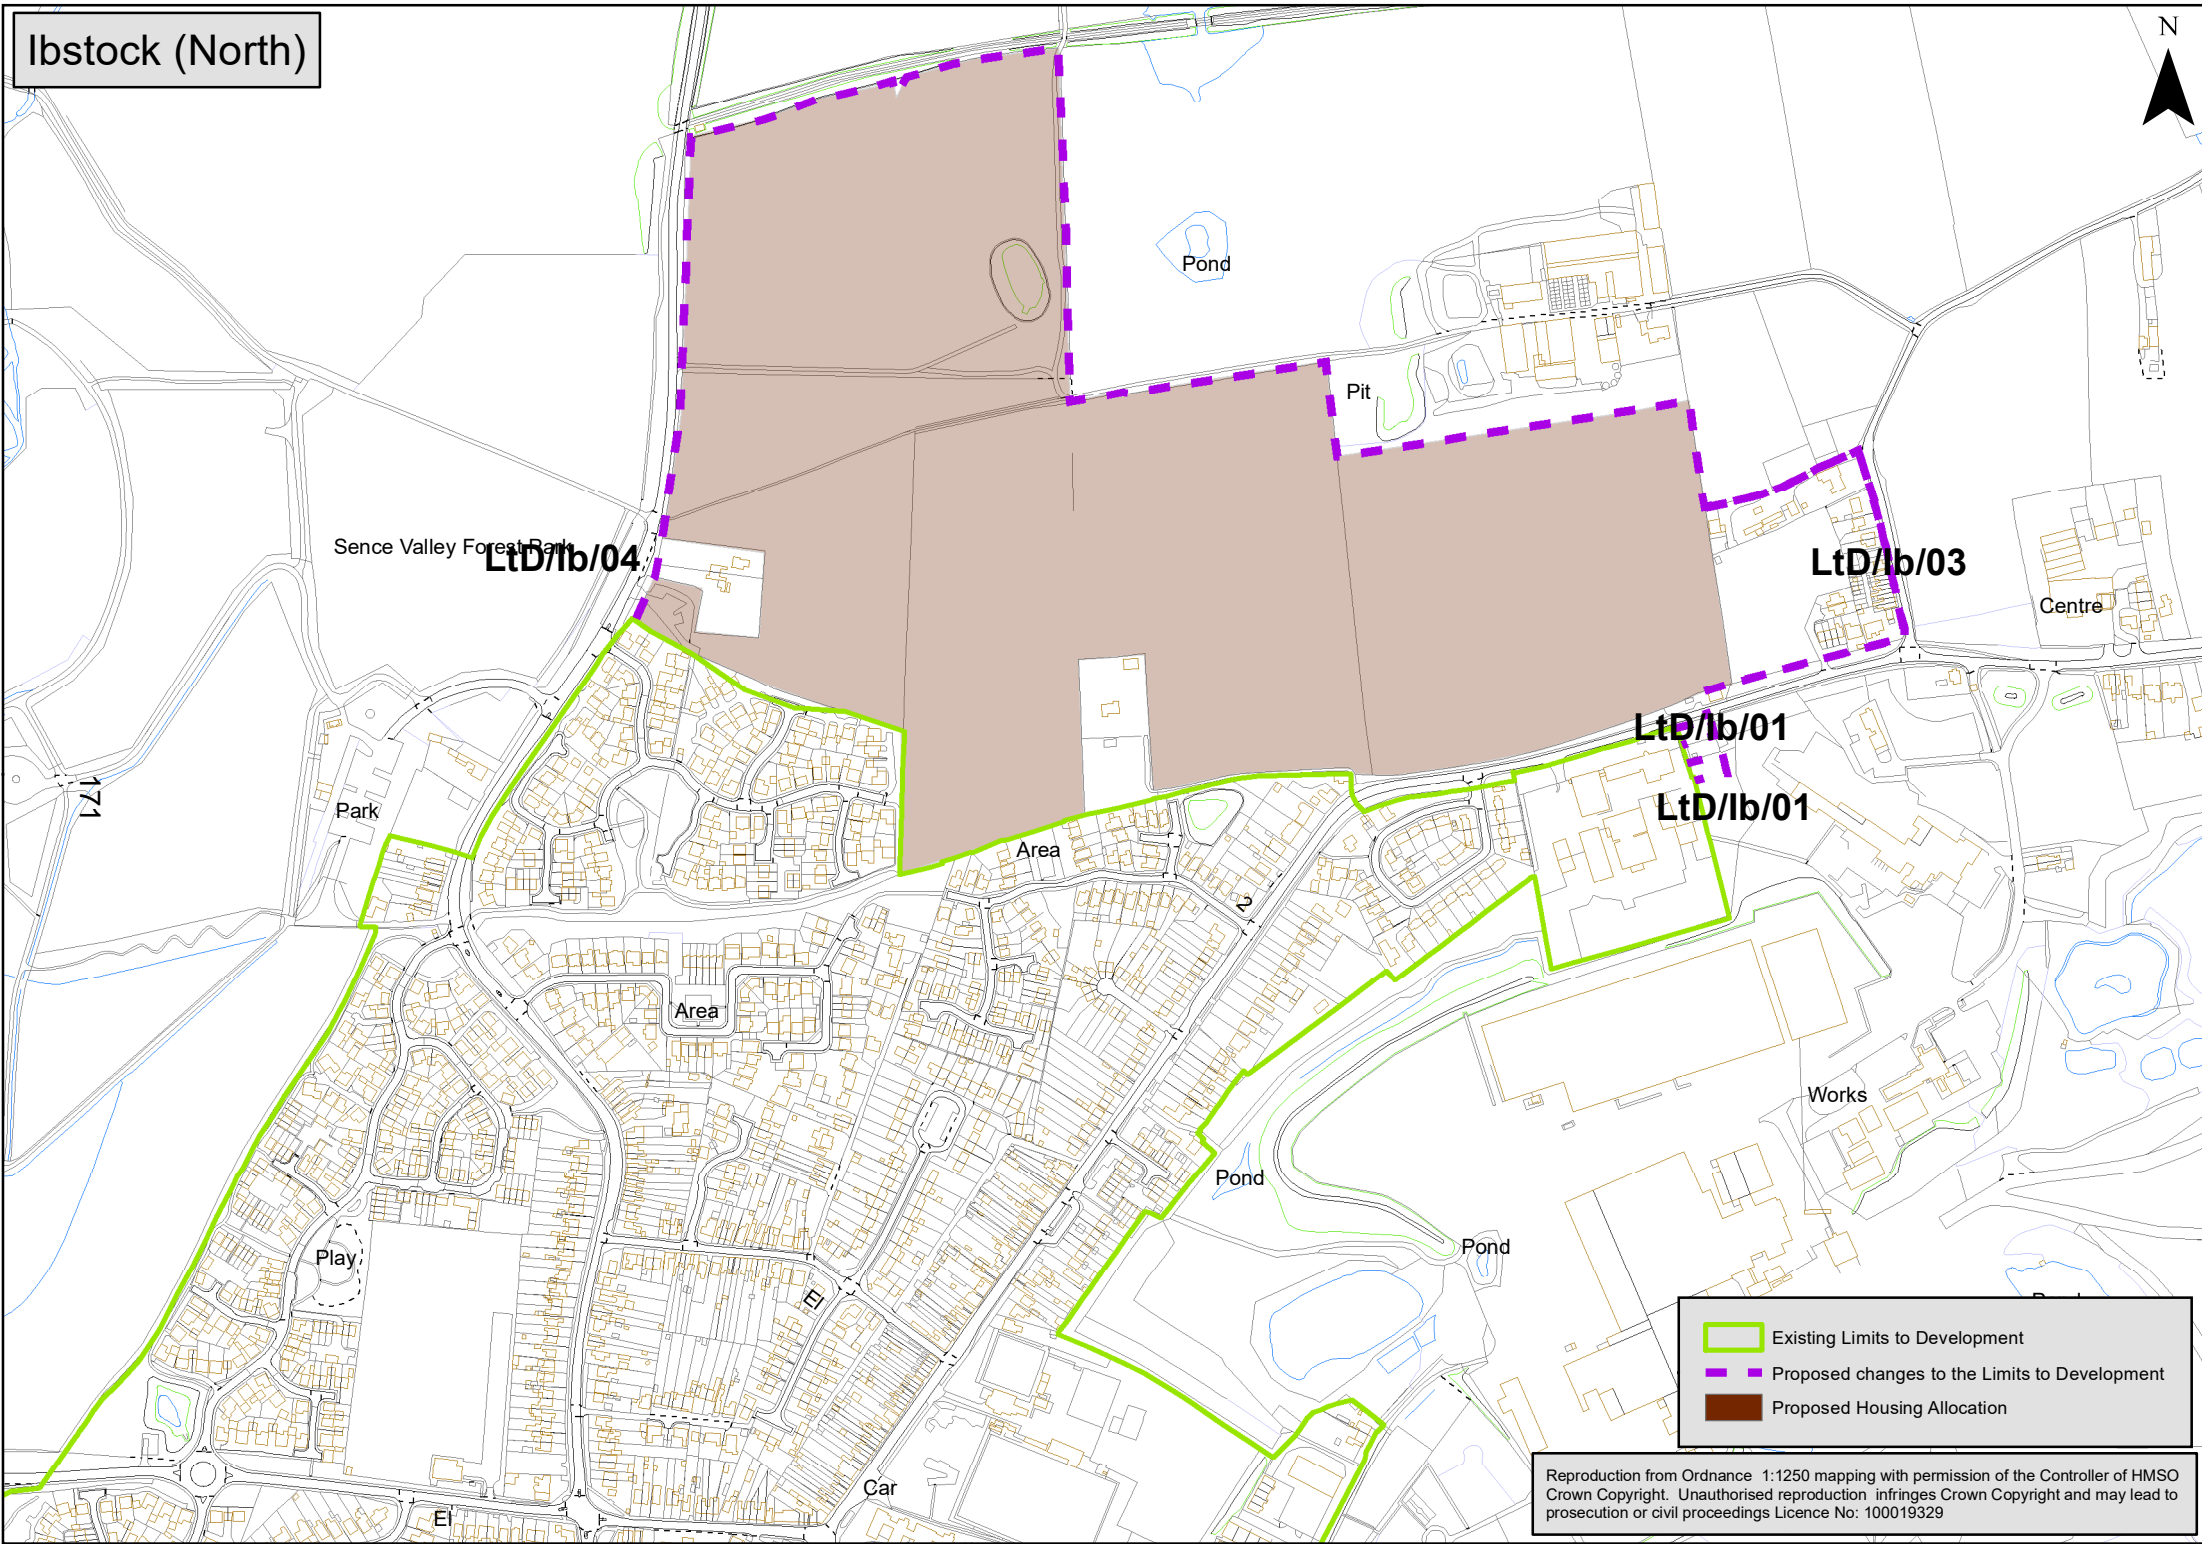 Ibstock (North)
N
Pond
Pit
Sence Valley Forest Park
LtD/Ib/04
LtD/Ib/03
Centre
LtD/Ib/01
LtD/Ib/01
171
Park
Area
2
Area
Works
Pond
Pond
Play
El
Existing Limits to Development
Proposed changes to the Limits to Development
Proposed Housing Allocation
Car
El
Reproduction from Ordnance 1:1250 mapping with permission of the Controller of HMSO
Crown Copyright. Unauthorised reproduction infringes Crown Copyright and may lead to
prosecution or civil proceedings Licence No: 100019329